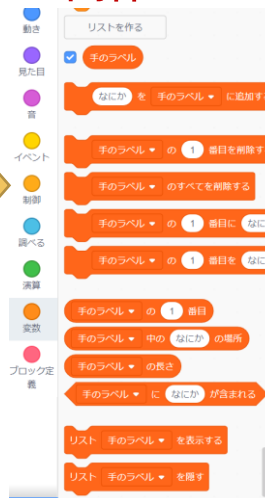 動き
見た目
音
イベント
制御
調べる
演算
変数
ブロック定
義
リストを作る
手のラベル
なにか を 手のラベル に追加す
手のラベル の 1 番目を削除す
手のラベル のすべてを削除する
手のラベル の 1 番目に なに
手のラベル の 1 番目を なに
手のラベル の 1 番目
手のラベル 中の なにか の場所
手のラベル の長さ
手のラベル に なにか が含まれる
リスト 手のラベル を表示する
リスト 手のラベル を隠す